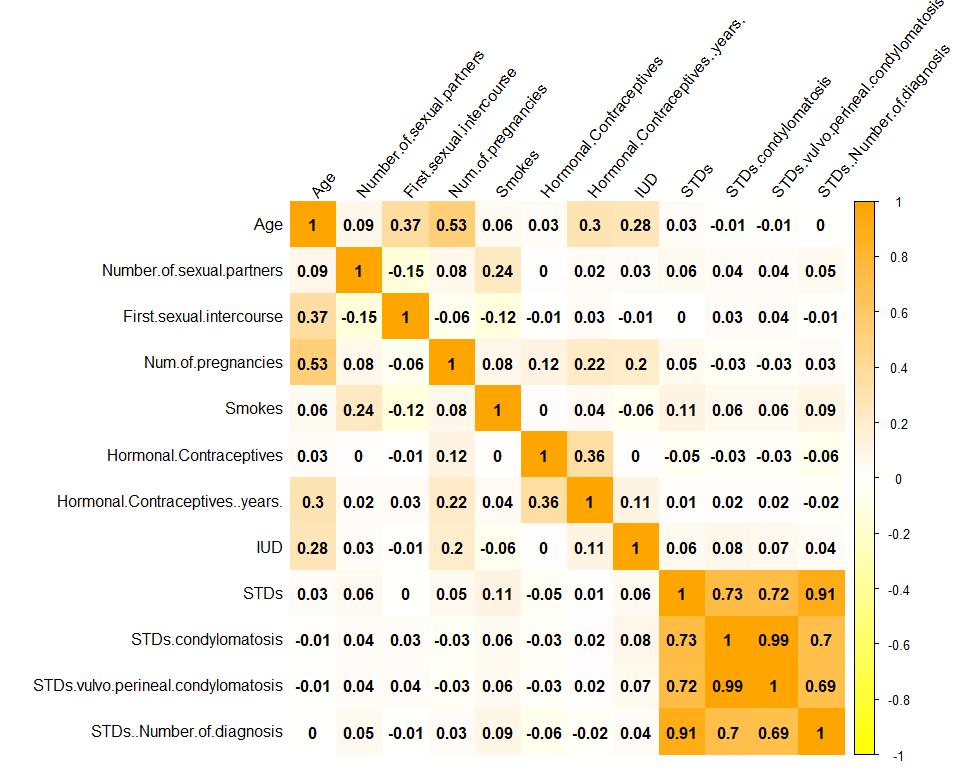 Age
Number.of.sexual.partners
First.sexual.intercourse
Num.of.pregnancies
Smokes
Hormonal.Contraceptives
Hormonal.Contraceptives..years.
IUD
STDs
STDs.condylomatosis
STDs.vulvo.perineal.condylomatosis
STDs..Number.of.diagnosis
Age 1 0.09 0.37 0.53 0.06 0.03 0.3 0.28 0.03 -0.01 -0.01 0
Number.of.sexual.partners 0.09 1 -0.15 0.08 0.24 0 0.02 0.03 0.06 0.04 0.04 0.05
First.sexual.intercourse 0.37 -0.15 1 -0.06 -0.12 -0.01 0.03 -0.01 0 0.03 0.04 -0.01
Num.of.pregnancies 0.53 0.08 -0.06 1 0.08 0.12 0.22 0.2 0.05 -0.03 -0.03 0.03
Smokes 0.06 0.24 -0.12 0.08 1 0 0.04 -0.06 0.11 0.06 0.06 0.09
Hormonal.Contraceptives 0.03 0 -0.01 0.12 0 1 0.36 0 -0.05 -0.03 -0.03 -0.06
Hormonal.Contraceptives..years. 0.3 0.02 0.03 0.22 0.04 0.36 1 0.11 0.01 0.02 0.02 -0.02
IUD 0.28 0.03 -0.01 0.2 -0.06 0 0.11 1 0.06 0.08 0.07 0.04
STDs 0.03 0.06 0 0.05 0.11 -0.05 0.01 0.06 1 0.73 0.72 0.91
STDs.condylomatosis -0.01 0.04 0.03 -0.03 0.06 -0.03 0.02 0.08 0.73 1 0.99 0.7
STDs.vulvo.perineal.condylomatosis -0.01 0.04 0.04 -0.03 0.06 -0.03 0.02 0.07 0.72 0.99 1 0.69
STDs..Number.of.diagnosis 0 0.05 -0.01 0.03 0.09 -0.06 -0.02 0.04 0.91 0.7 0.69 1
1
0.8
0.6
0.4
0.2
0
-0.2
-0.4
-0.6
-0.8
-1